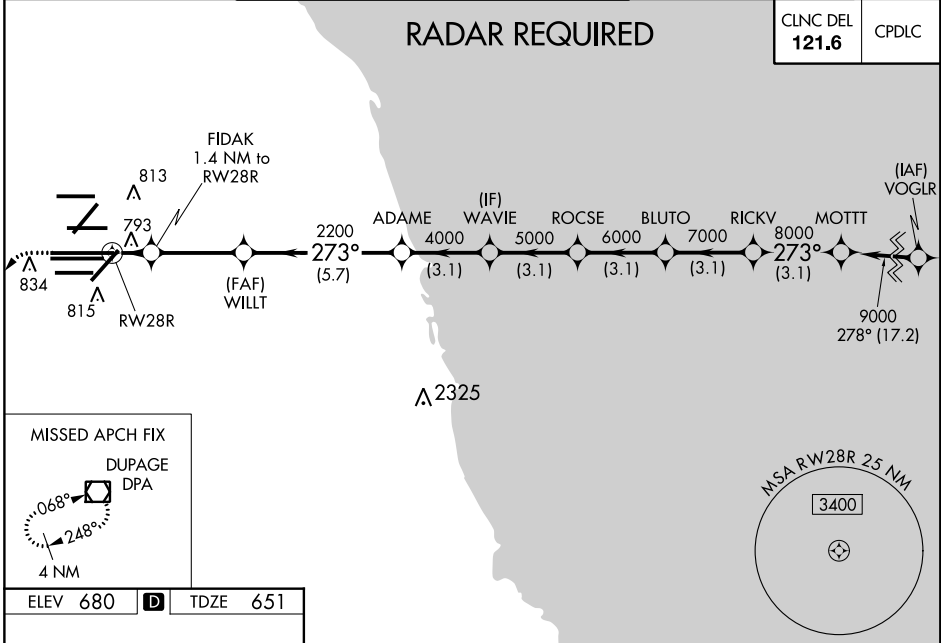 RADAR REQUIRED
CLNC DEL
121.6
CPDLC
FIDAK
1.4 NM to
RW28R
813
793
834
815
RW28R
(FAF)
WILLT
2200
273°
(5.7)
ADAME
4000
(3.1)
(IF)
WAVIE
5000
(3.1)
ROCSE
6000
(3.1)
BLUTO
7000
(3.1)
RICKV
8000
273°
(3.1)
MOTTT
(IAF)
VOGLR
9000
278° (17.2)
2325
MISSED APCH FIX
DUPAGE
DPA
068°
248°
4 NM
MSA RW28R 25 NM
3400
ELEV 680 D TDZE 651